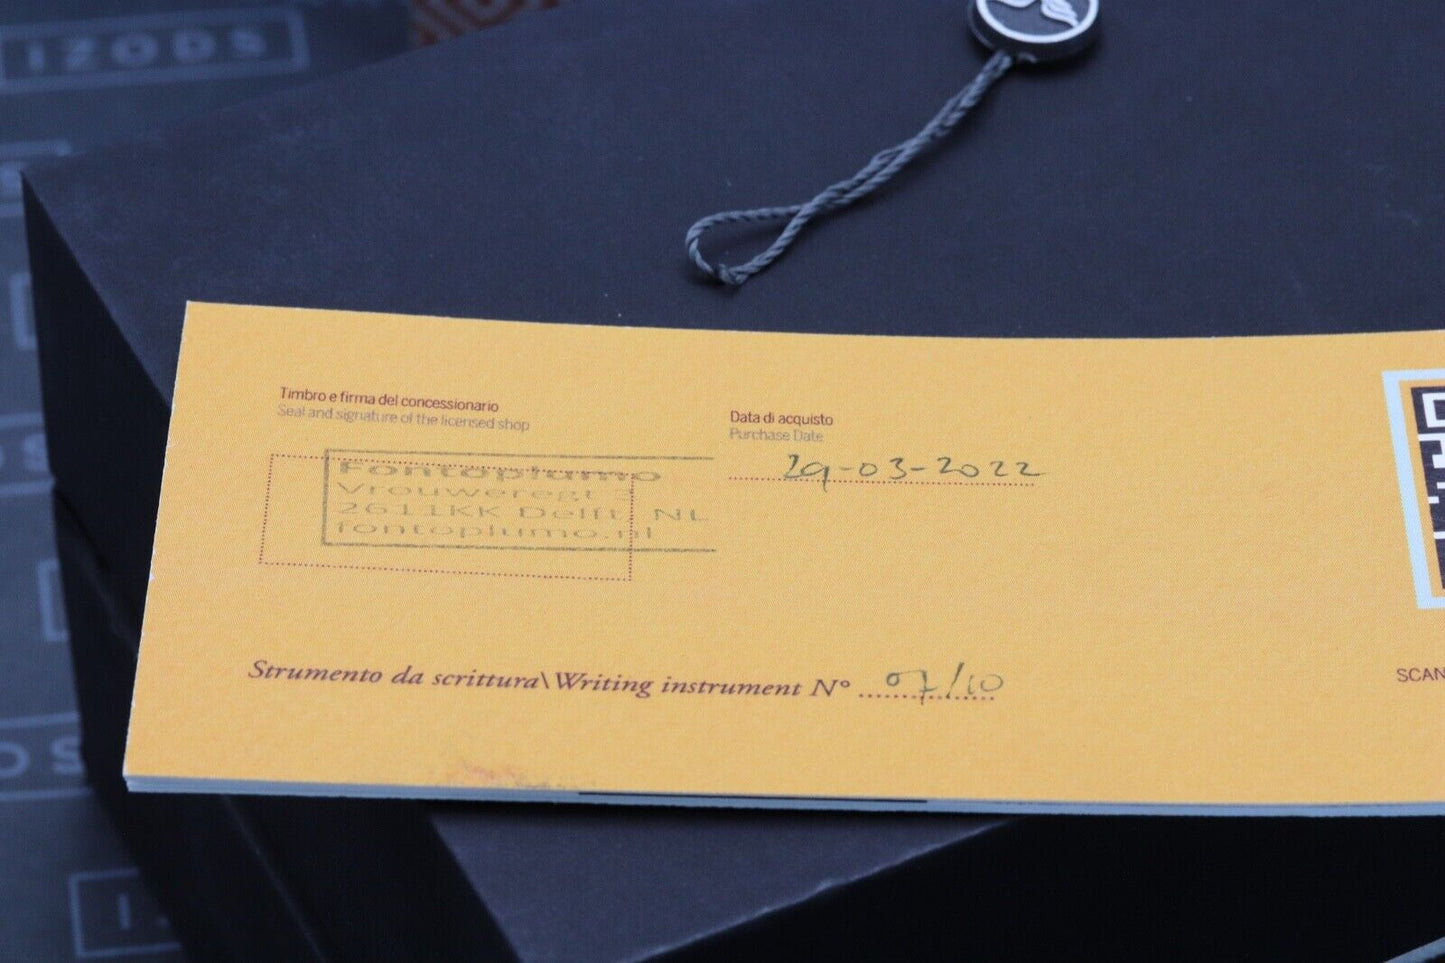 IZODS
Timbro e firma del concessionario
Seal and signature of the licensed shop
Data di acquisto
Purchase Date
29-03-2022
Fontoplumo
Vrouweregt 3
2611KK Delft, NL
fontoplumo.nl
Strumento da scrittura\Writing instrument N° 07/10
SCAN